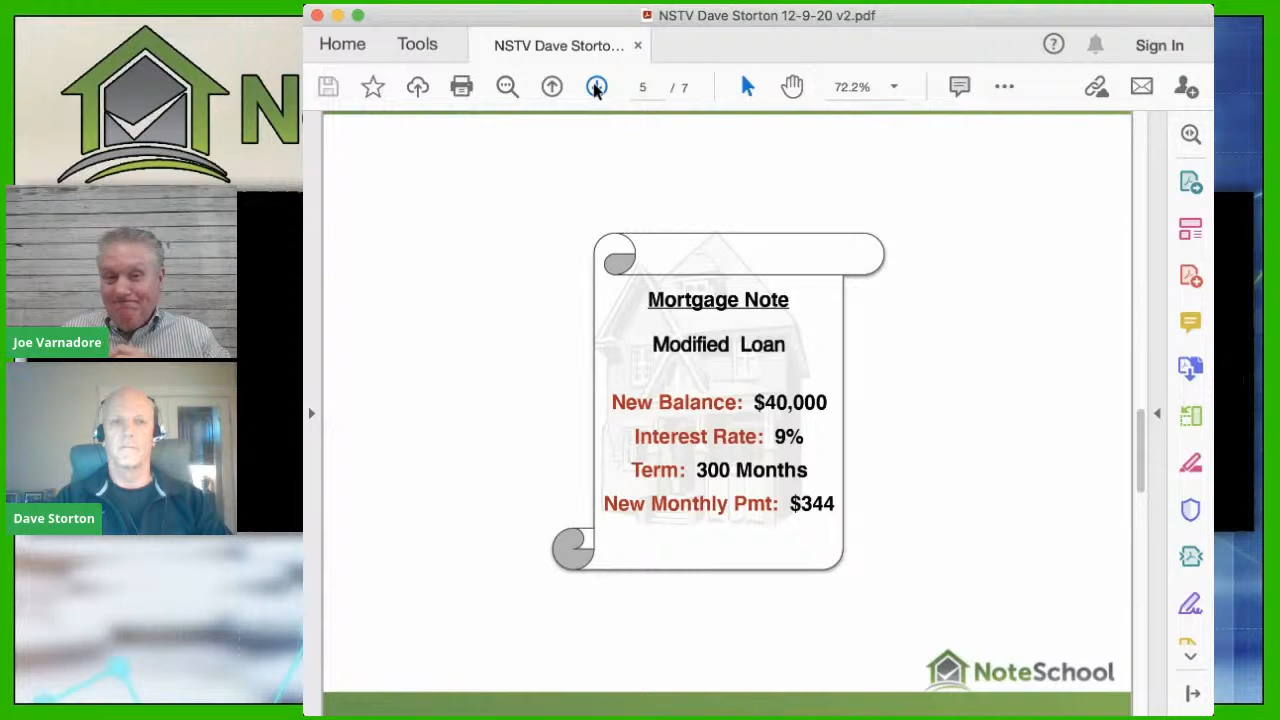 N
NSTV Dave Storton 12-9-20 v2.pdf
Home
Tools
NSTV Dave Storto...
Sign In
5 / 7
72.2%
Joe Varnadore
Dave Storton
Mortgage Note
Modified Loan
New Balance: $40,000
Interest Rate: 9%
Term: 300 Months
New Monthly Pmt: $344
NoteSchool